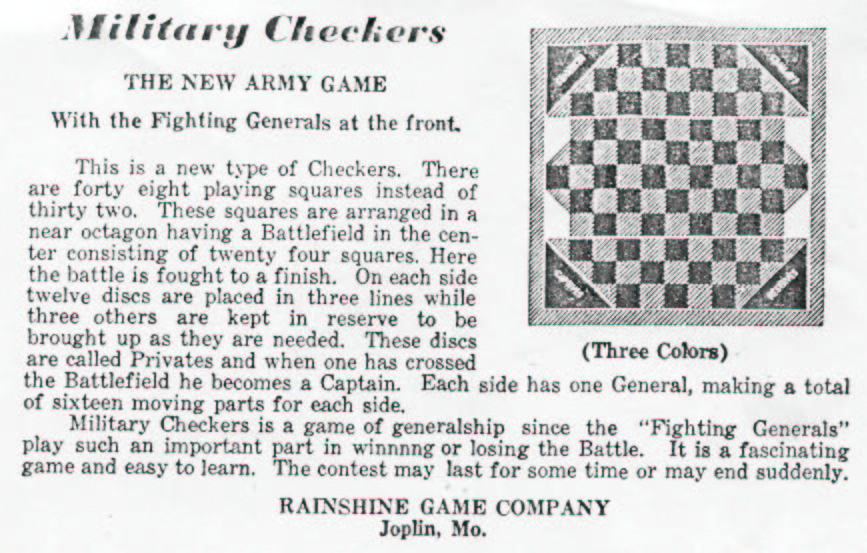 Military Checkers
THE NEW ARMY GAME
With the Fighting Generals at the front.
This is a new type of Checkers. There
are forty eight playing squares instead of
thirty two. These squares are arranged in a
near octagon having a Battlefield in the cen-
ter consisting of twenty four squares. Here
the battle is fought to a finish. On each side
twelve discs are placed in three lines while
three others are kept in reserve to be
brought up as they are needed. These discs
are called Privates and when one has crossed
the Battlefield he becomes a Captain. Each side has one General, making a total
of sixteen moving parts for each side.
Military Checkers is a game of generalship since the "Fighting Generals"
play such an important part in winnnng or losing the Battle. It is a fascinating
game and easy to learn. The contest may last for some time or may end suddenly.
(Three Colors)
RAINSHINE GAME COMPANY
Joplin, Mo.